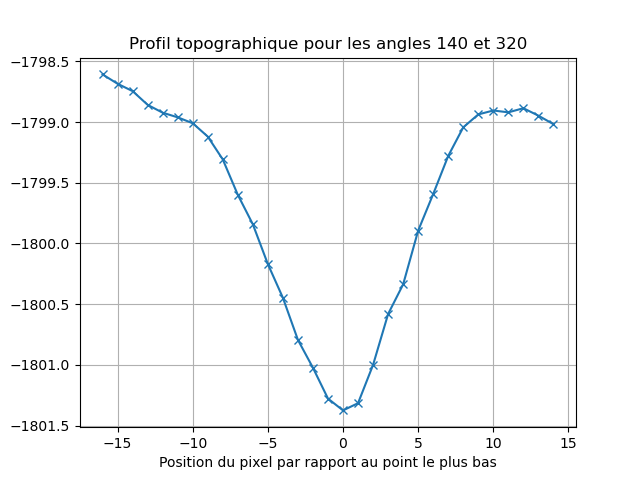 Profil topographique pour les angles 140 et 320
−1798.5
−1799.0
−1799.5
−1800.0
−1800.5
−1801.0
−1801.5
−15 −10 −5 0 5 10 15
Position du pixel par rapport au point le plus bas